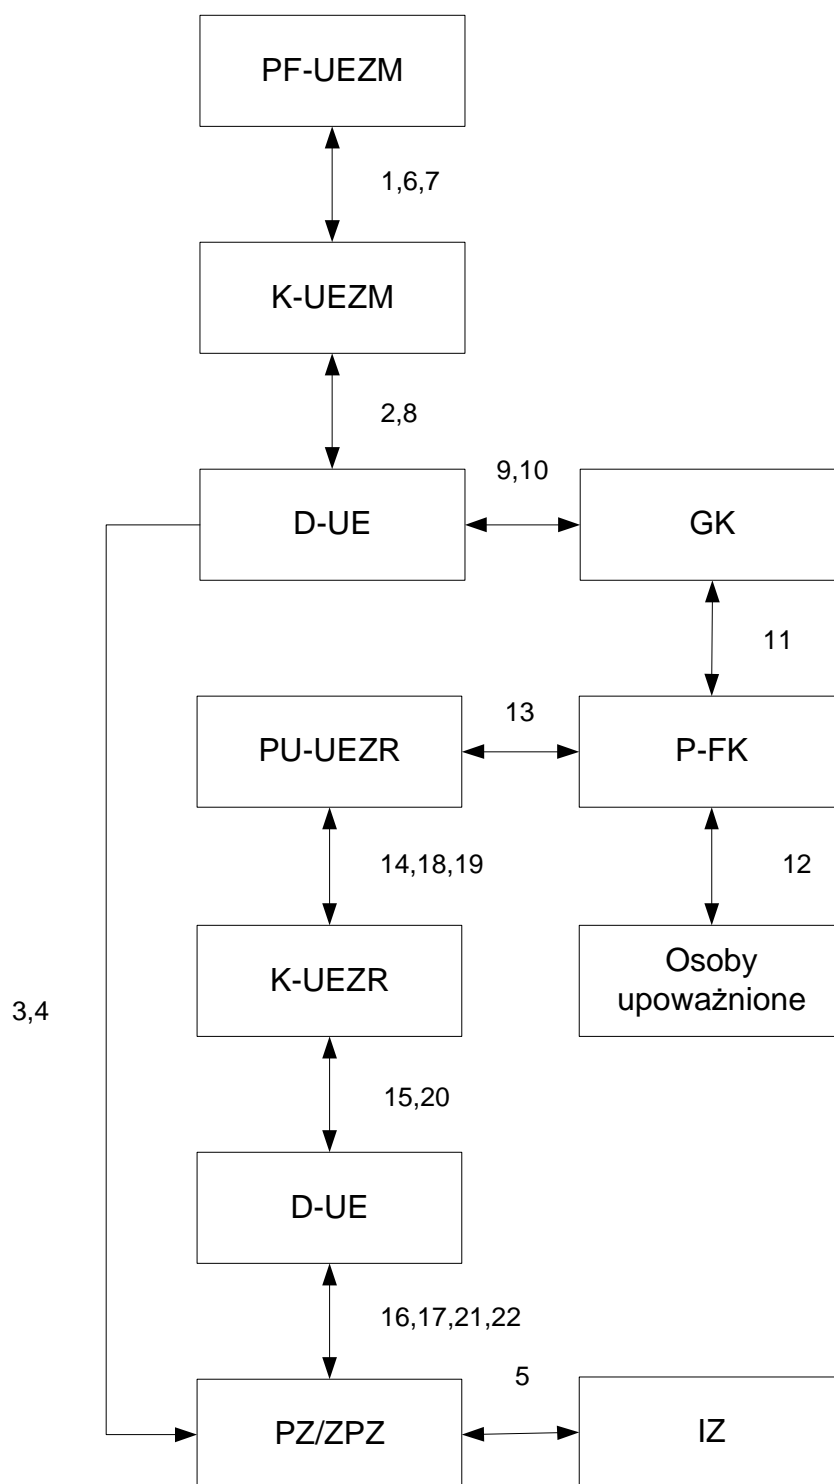 PF-UEZM
1,6,7
K-UEZM
2,8
9,10
D-UE
GK
11
13
PU-UEZR
P-FK
14,18,19
12
K-UEZR
Osoby
upoważnione
3,4
15,20
D-UE
16,17,21,22
5
PZ/ZPZ
IZ